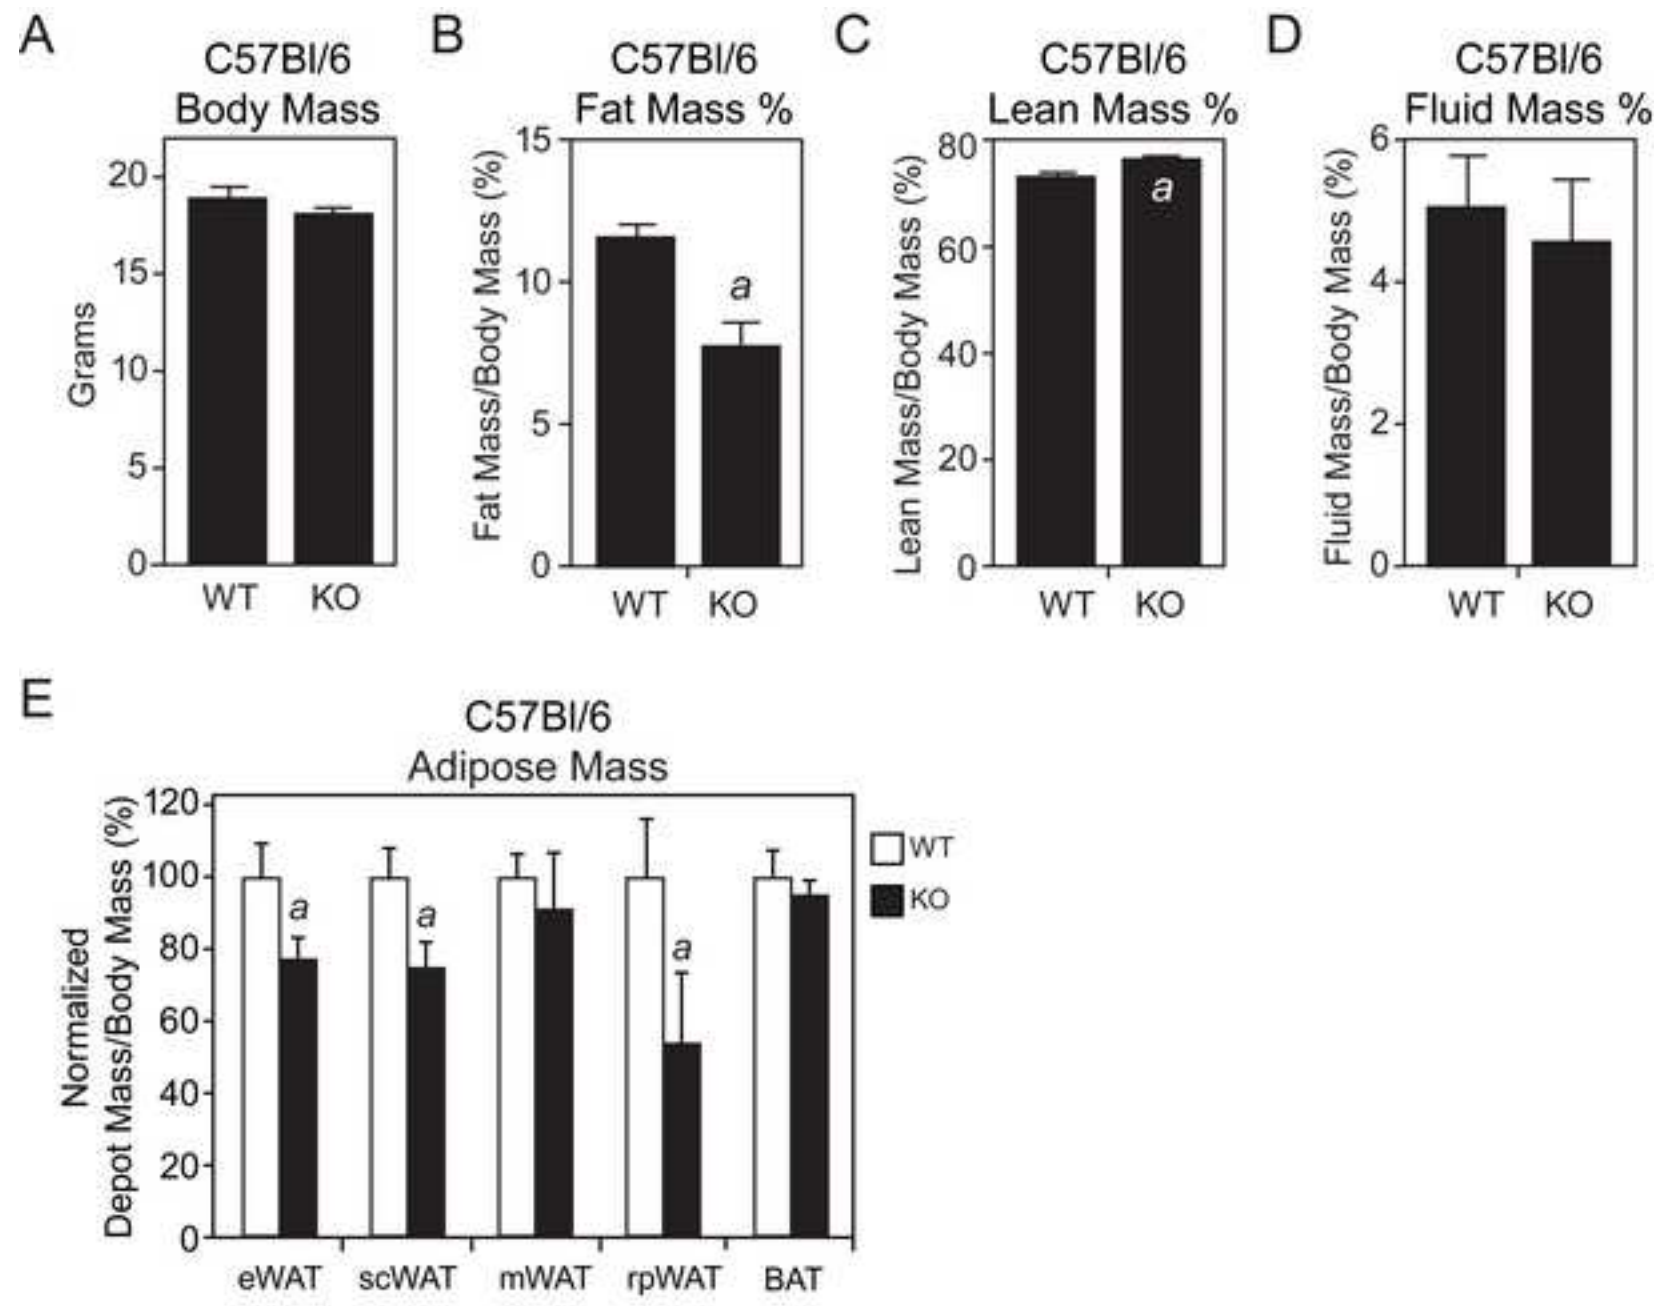 A
C57Bl/6
Body Mass
20
15
10
5
0
Grams
WT KO
B
C57Bl/6
Fat Mass %
15
10
5
0
Fat Mass/Body Mass (%)
a
WT KO
C
C57Bl/6
Lean Mass %
80
60
40
20
0
Lean Mass/Body Mass (%)
a
WT KO
D
C57Bl/6
Fluid Mass %
6
4
2
0
Fluid Mass/Body Mass (%)
WT KO
E
C57Bl/6
Adipose Mass
120
100
80
60
40
20
0
Normalized
Depot Mass/Body Mass (%)
a
a
a
WT
KO
eWAT scWAT mWAT rpWAT BAT